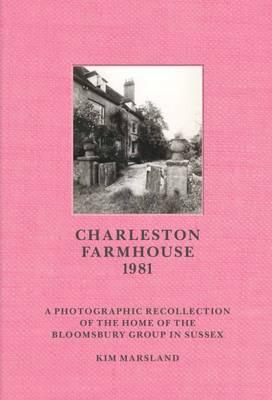 CHARLESTON
FARMHOUSE
1981
A PHOTOGRAPHIC RECOLLECTION
OF THE HOME OF THE
BLOOMSBURY GROUP IN SUSSEX
KIM MARSLAND